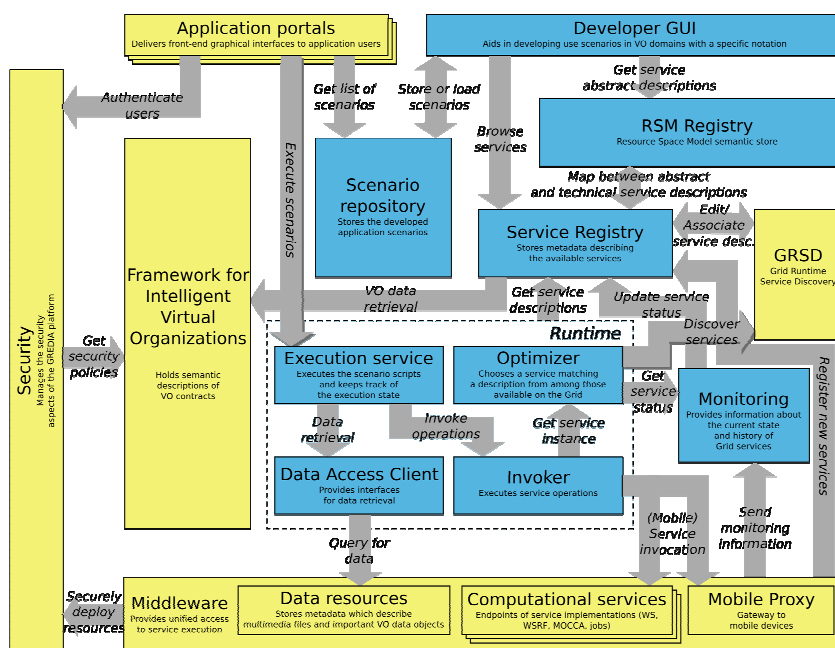 Application portals
Delivers front-end graphical interfaces to application users
Developer GUI
Aids in developing use scenarios in VO domains with a specific notation
Authenticate
users
Execute scenarios
Get list of
scenarios
Store or load
scenarios
Browse
services
Get service
abstract descriptions
RSM Registry
Resource Space Model semantic store
Map between abstract
and technical service descriptions
Scenario
repository
Stores the developed
application scenarios
Service Registry
Stores metadata describing
the available services
Edit/
Associate
service desc.
GRSD
Grid Runtime
Service Discovery
Security
Manages the security
aspects of the GREDIA platform
Get
security
policies
Framework for
Intelligent
Virtual
Organizations
Holds semantic
descriptions of
VO contracts
VO data
retrieval
Get service
descriptions
Update service
status
Discover
services
Runtime
Execution service
Executes the scenario scripts
and keeps track of
the execution state
Optimizer
Chooses a service matching
a description from among those
available on the Grid
Get
service
status
Monitoring
Provides information about
the current state
and history of
Grid services
Register new services
Data
retrieval
Invoke
operations
Get service
instance
Data Access Client
Provides interfaces
for data retrieval
Invoker
Executes service operations
Query for
data
(Mobile)
Service
invocation
Send
monitoring
information
Securely
deploy
resources
Middleware
Provides unified access
to service execution
Data resources
Stores metadata which describe
multimedia files and important VO data objects
Computational services
Endpoints of service implementations (WS,
WSRF, MOCCA, jobs)
Mobile Proxy
Gateway to
mobile devices